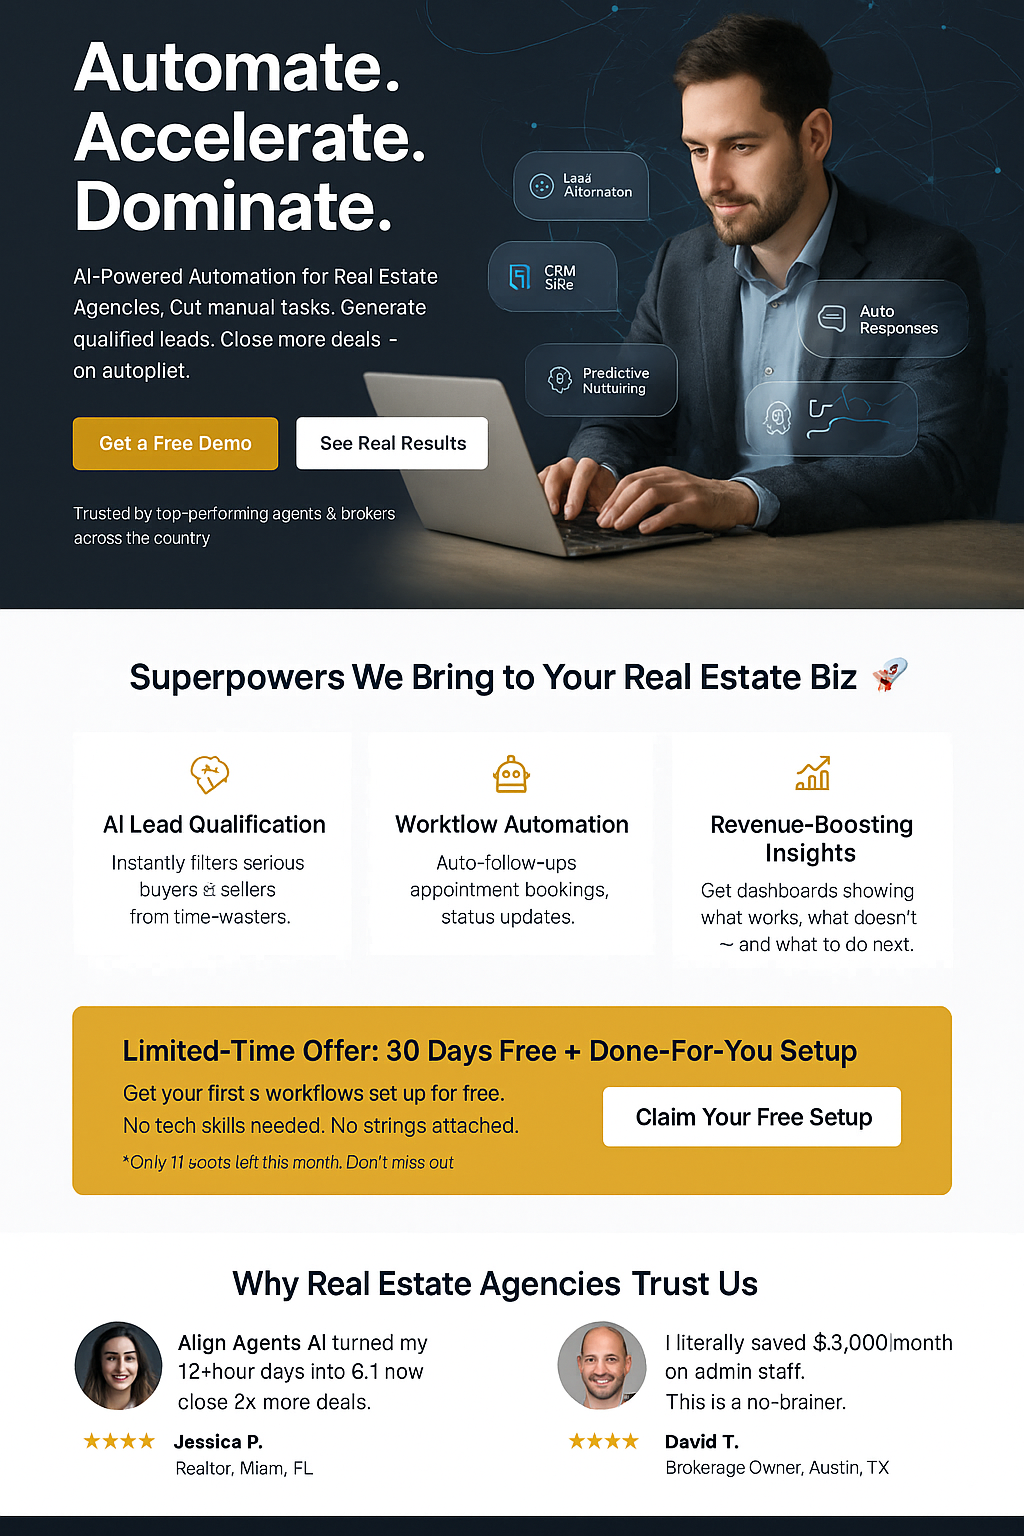 Automate.
Accelerate.
Dominate.
AI-Powered Automation for Real Estate
Agencies, Cut manual tasks. Generate
qualified leads. Close more deals -
on autopliet.
Get a Free Demo
See Real Results
Trusted by top-performing agents & brokers
across the country
Laaä
Aitornaton
CRM
SiRe
Predictive
Nuttuiring
Auto
Responses
Superpowers We Bring to Your Real Estate Biz 🚀
AI Lead Qualification
Instantly filters serious
buyers & sellers
from time-wasters.
Worktlow Automation
Auto-follow-ups
appointment bookings,
status updates.
Revenue-Boosting
Insights
Get dashboards showing
what works, what doesn't
~ and what to do next.
Limited-Time Offer: 30 Days Free + Done-For-You Setup
Get your first s workflows set up for free.
No tech skills needed. No strings attached.
*Only 11 left this month. Don't miss out
Claim Your Free Setup
Why Real Estate Agencies Trust Us
Align Agents AI turned my
12+hour days into 6.1 now
close 2x more deals.
★★★★ Jessica P.
Realtor, Miam, FL
I literally saved $.3,000|month
on admin staff.
This is a no-brainer.
★★★★ David T.
Brokerage Owner, Austin, TX